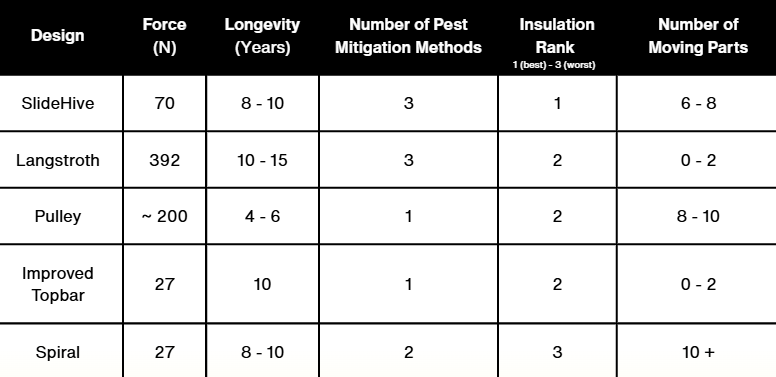 Design Force (N) Longevity (Years) Number of Pest Mitigation Methods Insulation Rank 1 (best) - 3 (worst) Number of Moving Parts
SlideHive 70 8 - 10 3 1 6 - 8
Langstroth 392 10 - 15 3 2 0 - 2
Pulley ~ 200 4 - 6 1 2 8 - 10
Improved Topbar 27 10 1 2 0 - 2
Spiral 27 8 - 10 2 3 10 +